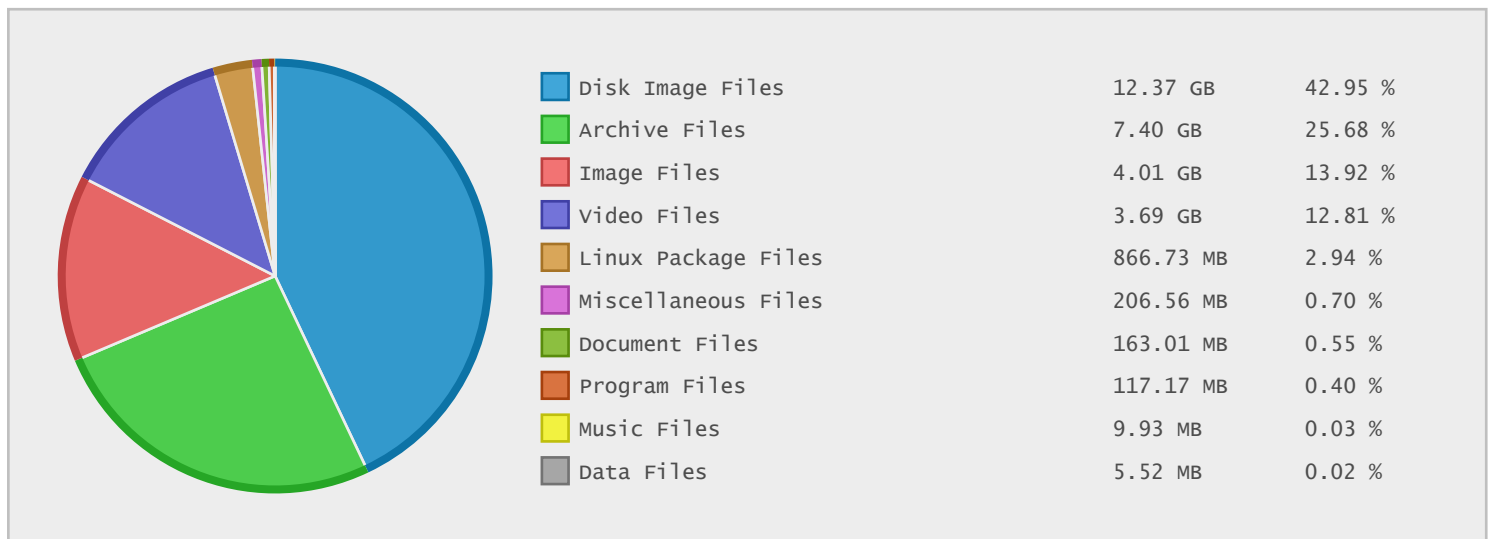 Disk Image Files 12.37 GB 42.95 %
Archive Files 7.40 GB 25.68 %
Image Files 4.01 GB 13.92 %
Video Files 3.69 GB 12.81 %
Linux Package Files 866.73 MB 2.94 %
Miscellaneous Files 206.56 MB 0.70 %
Document Files 163.01 MB 0.55 %
Program Files 117.17 MB 0.40 %
Music Files 9.93 MB 0.03 %
Data Files 5.52 MB 0.02 %